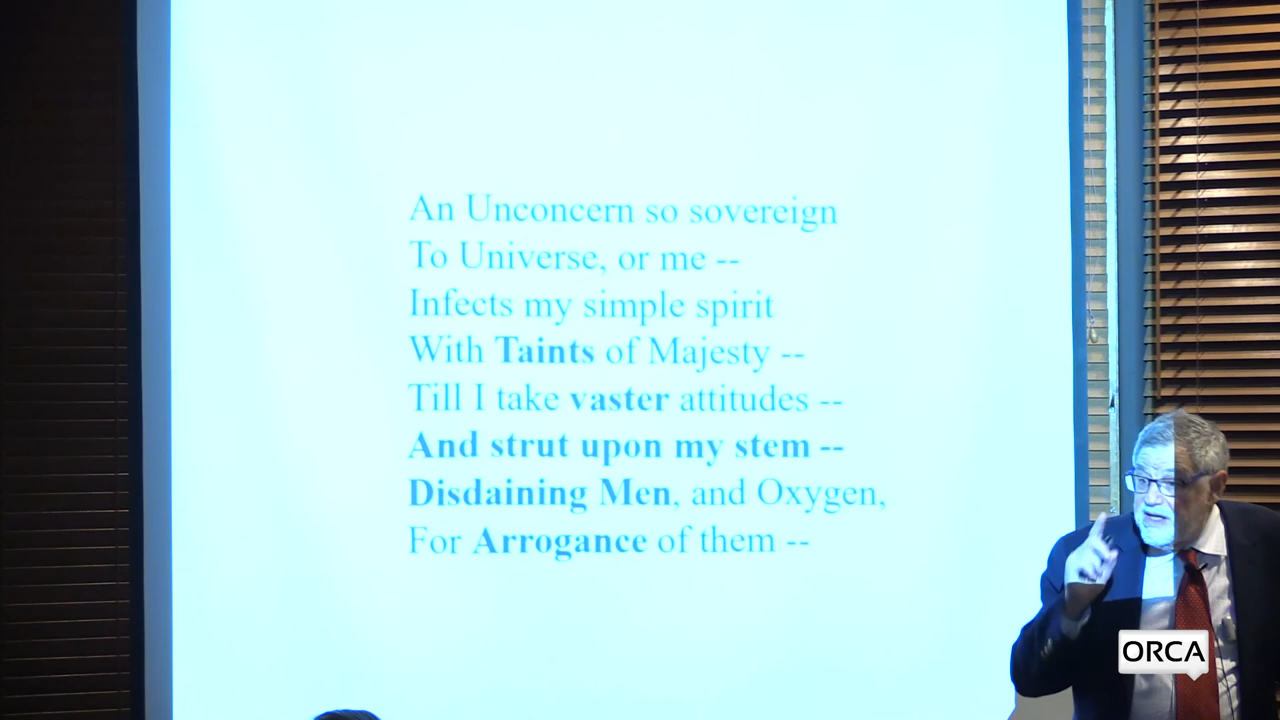 An Unconcern so sovereign
To Universe, or me --
Infects my simple spirit
With Taints of Majesty --
Till I take vaster attitudes --
And strut upon my stem --
Disdaining Men, and Oxygen,
For Arrogance of them --
ORCA